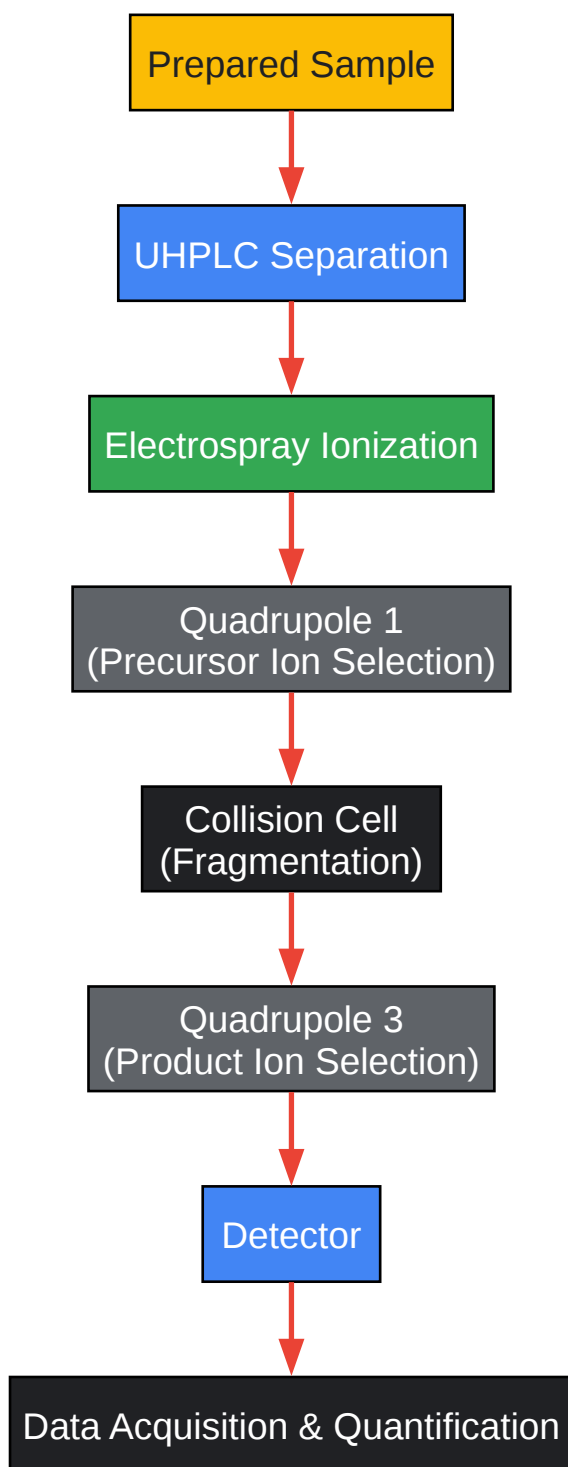 Prepared Sample
UHPLC Separation
Electrospray Ionization
Quadrupole 1
(Precursor Ion Selection)
Collision Cell
(Fragmentation)
Quadrupole 3
(Product Ion Selection)
Detector
Data Acquisition & Quantification